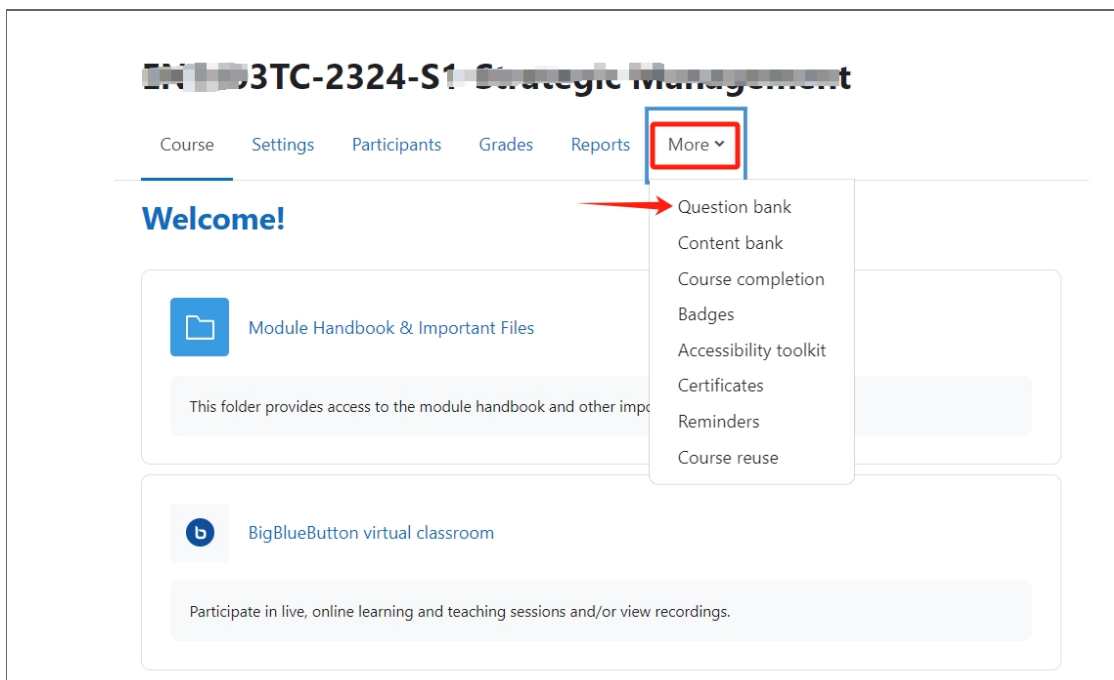 3TC-2324-S1 Strategic Management
Course Settings Participants Grades Reports More
Question bank
Content bank
Course completion
Badges
Accessibility toolkit
Certificates
Reminders
Course reuse
Welcome!
Module Handbook & Important Files
This folder provides access to the module handbook and other
BigBlueButton virtual classroom
Participate in live, online learning and teaching sessions and/or view recordings.